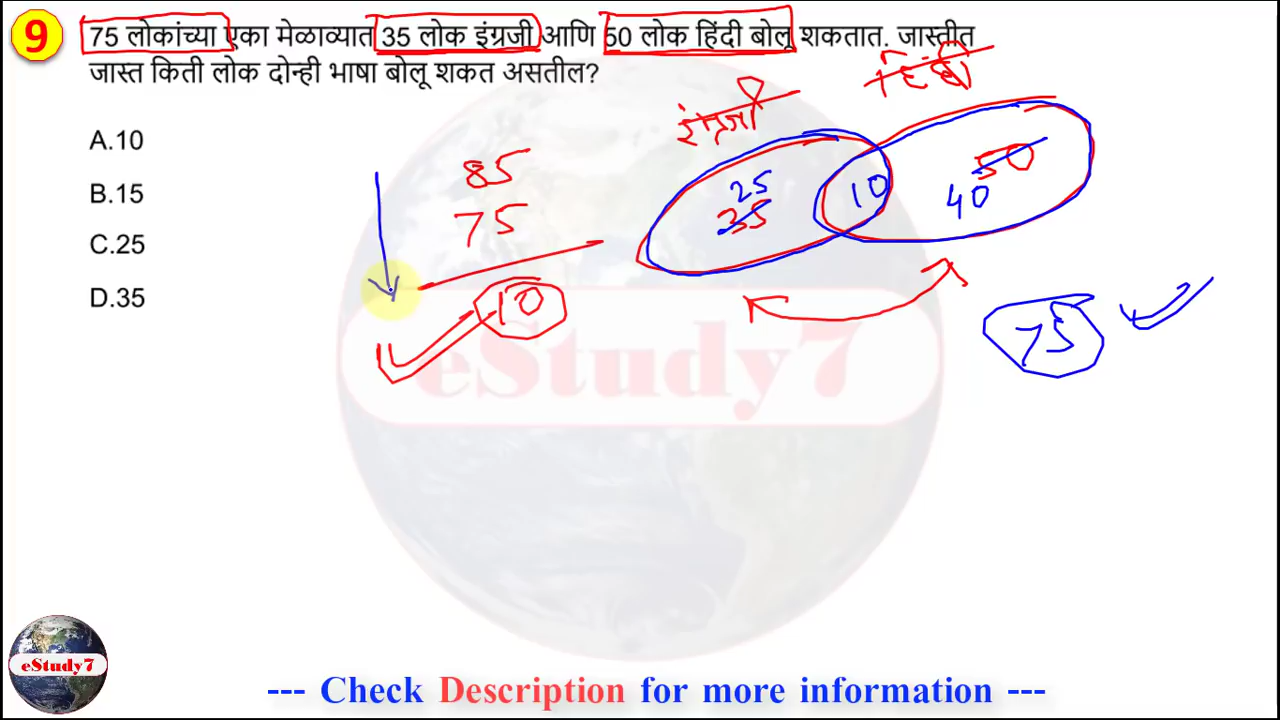 9
75 लोकांच्या एका मेळाव्यात 35 लोक इंग्रजी आणि 50 लोक हिंदी बोलू शकतात. जास्तीत
जास्त किती लोक दोन्ही भाषा बोलू शकत असतील?
A.10
B.15
C.25
D.35
85
75
10
इंग्रजी
हिंदी
25
35
10
50
40
75
eStudy7
eStudy7
--- Check Description for more information ---